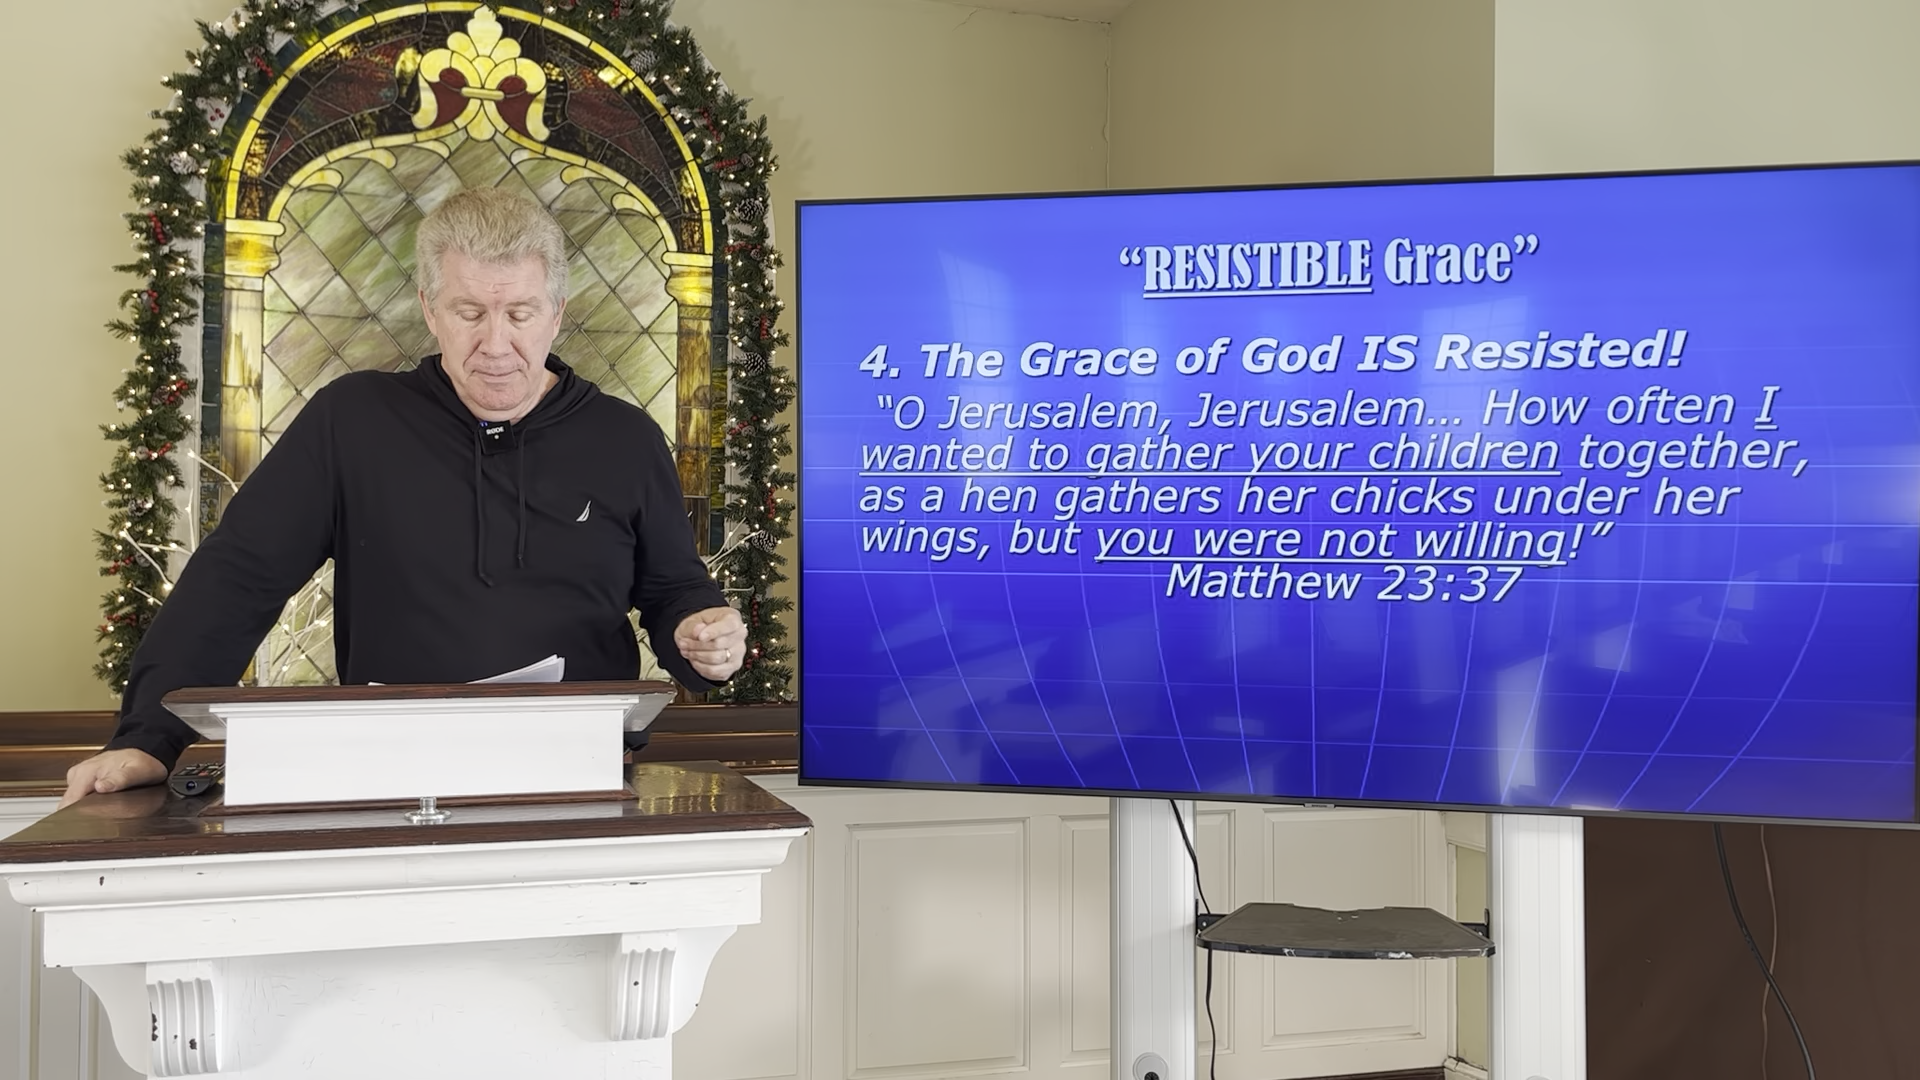 “RESISTIBLE Grace”
4. The Grace of God IS Resisted!
“O Jerusalem, Jerusalem... How often I
wanted to gather your children together,
as a hen gathers her chicks under her
wings, but you were not willing!”
Matthew 23:37
RØDE